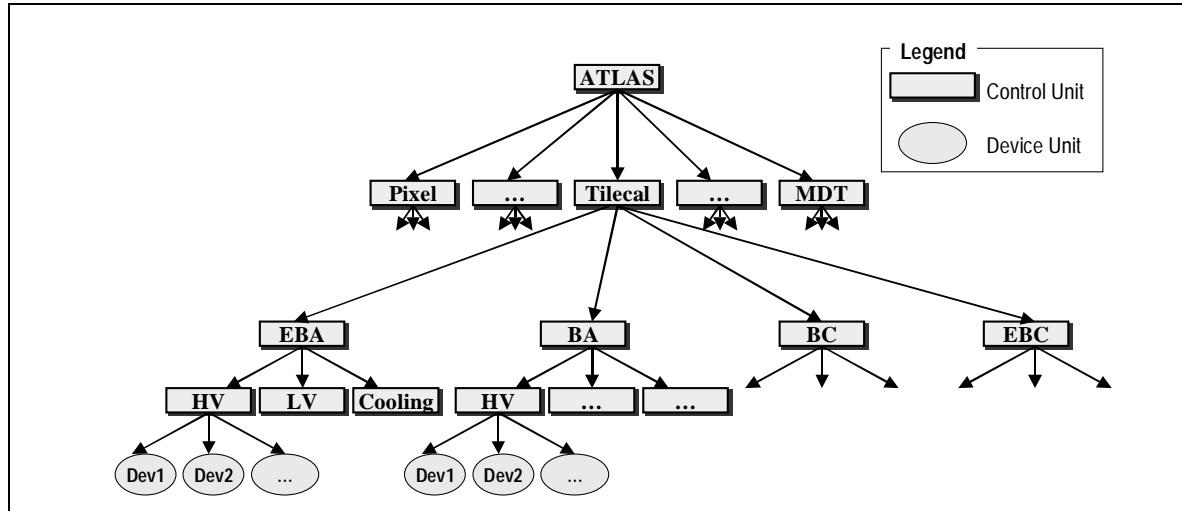 Legend
Control Unit
Device Unit
ATLAS
Pixel
...
Tilecal
...
MDT
EBA
BA
BC
EBC
HV
LV
Cooling
HV
...
...
Dev1
Dev2
...
Dev1
Dev2
...